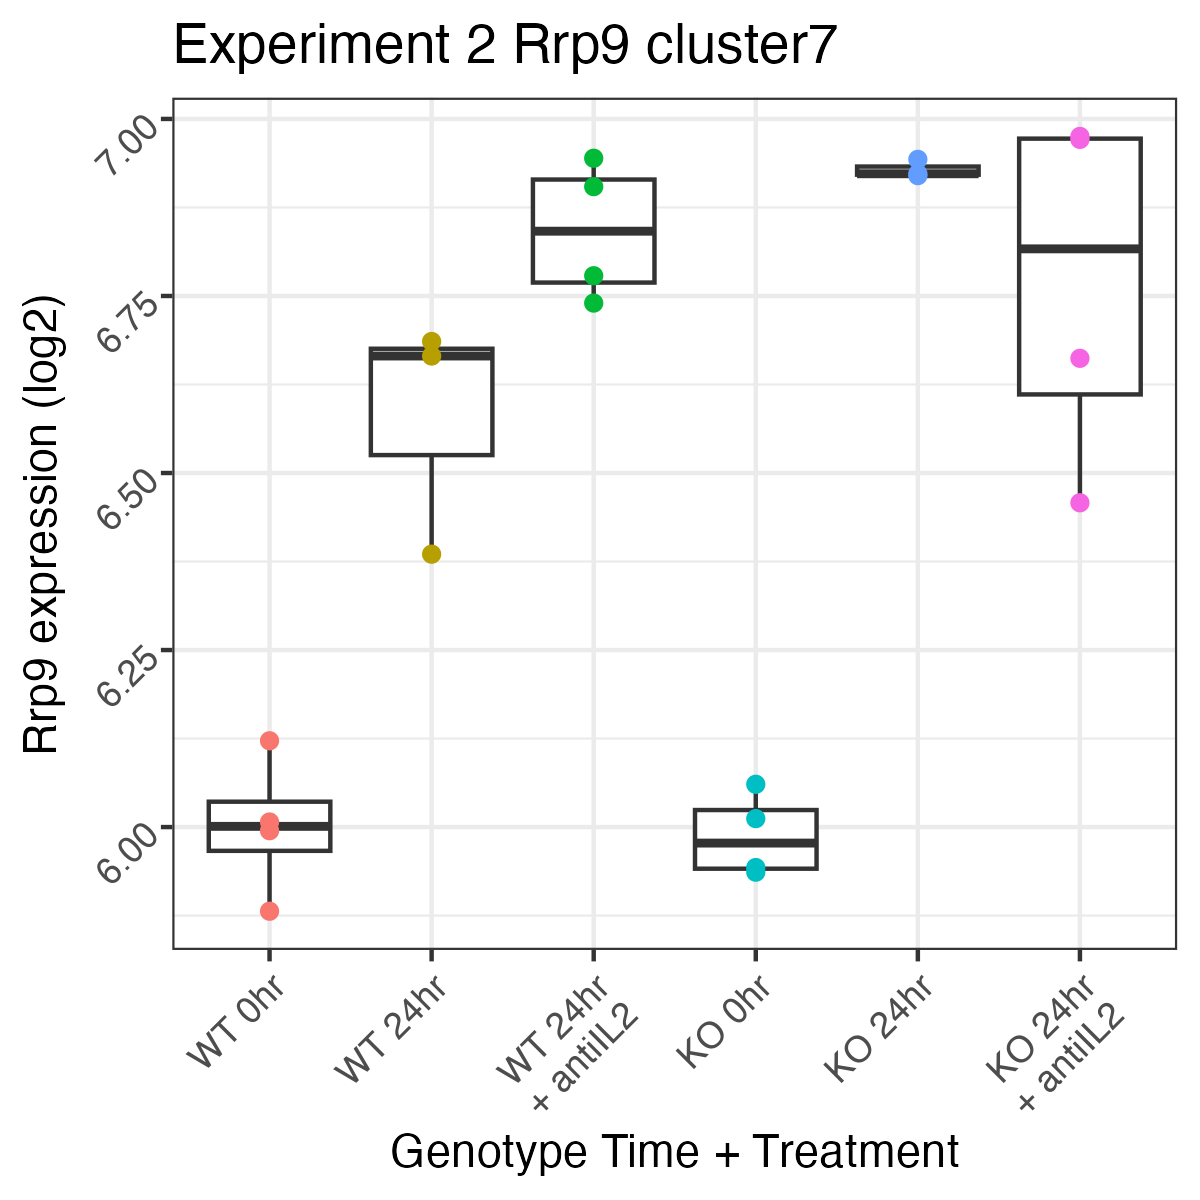 Experiment 2 Rrp9 cluster7
Rrp9 expression (log2)
7.00
6.75
6.50
6.25
6.00
WT 0hr
WT 24hr
WT 24hr
+ antiIL2
KO 0hr
KO 24hr
KO 24hr
+ antiIL2
Genotype Time + Treatment